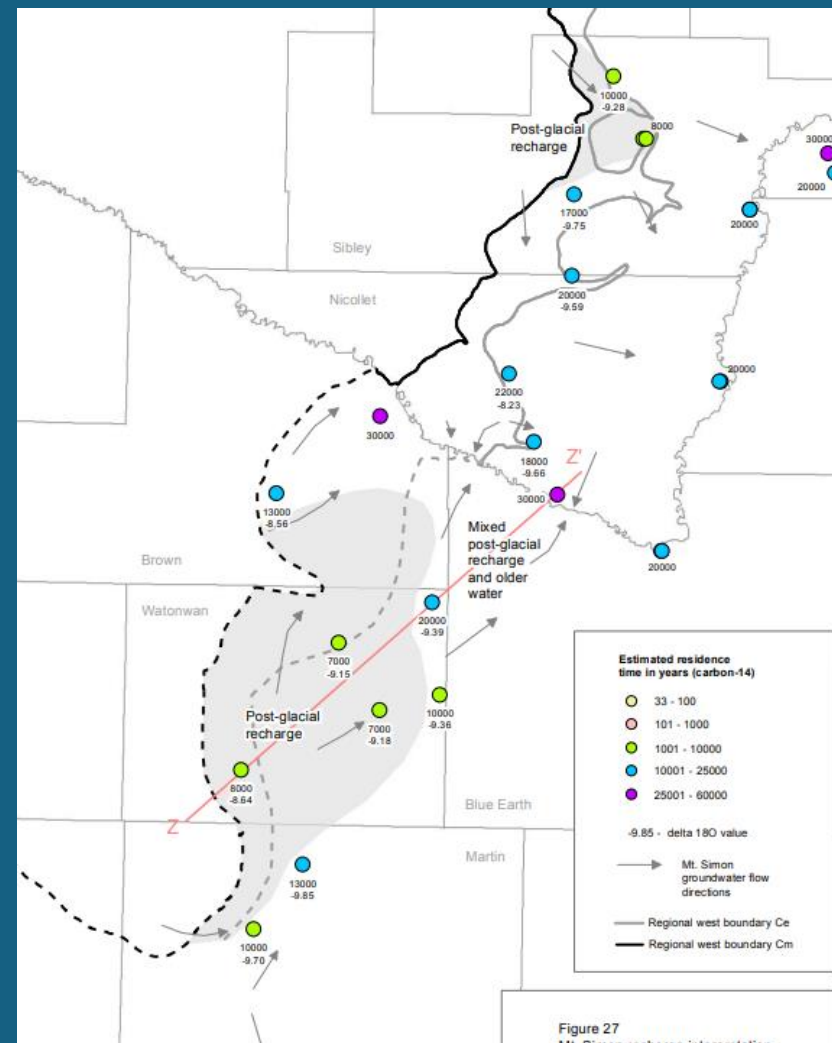 10000
-9.28
Post-glacial
recharge
8000
30000
20000
17000
-9.75
20000
Sibley
Nicollet
20000
-9.59
20000
22000
-8.23
30000
18000
-9.66
Z'
30000
13000
-8.56
Mixed
post-glacial
recharge
and older
water
20000
Brown
Watonwan
20000
-9.39
7000
-9.15
10000
-9.36
7000
-9.18
Post-glacial
recharge
8000
-8.64
Z
Blue Earth
Martin
13000
-9.85
10000
-9.70
Estimated residence
time in years (carbon-14)
33 - 100
101 - 1000
1001 - 10000
10001 - 25000
25001 - 60000
-9.85 - delta 18O value
Mt. Simon
groundwater flow
directions
Regional west boundary Ce
Regional west boundary Cm
Figure 27
Mt. Simon recharge interpretation